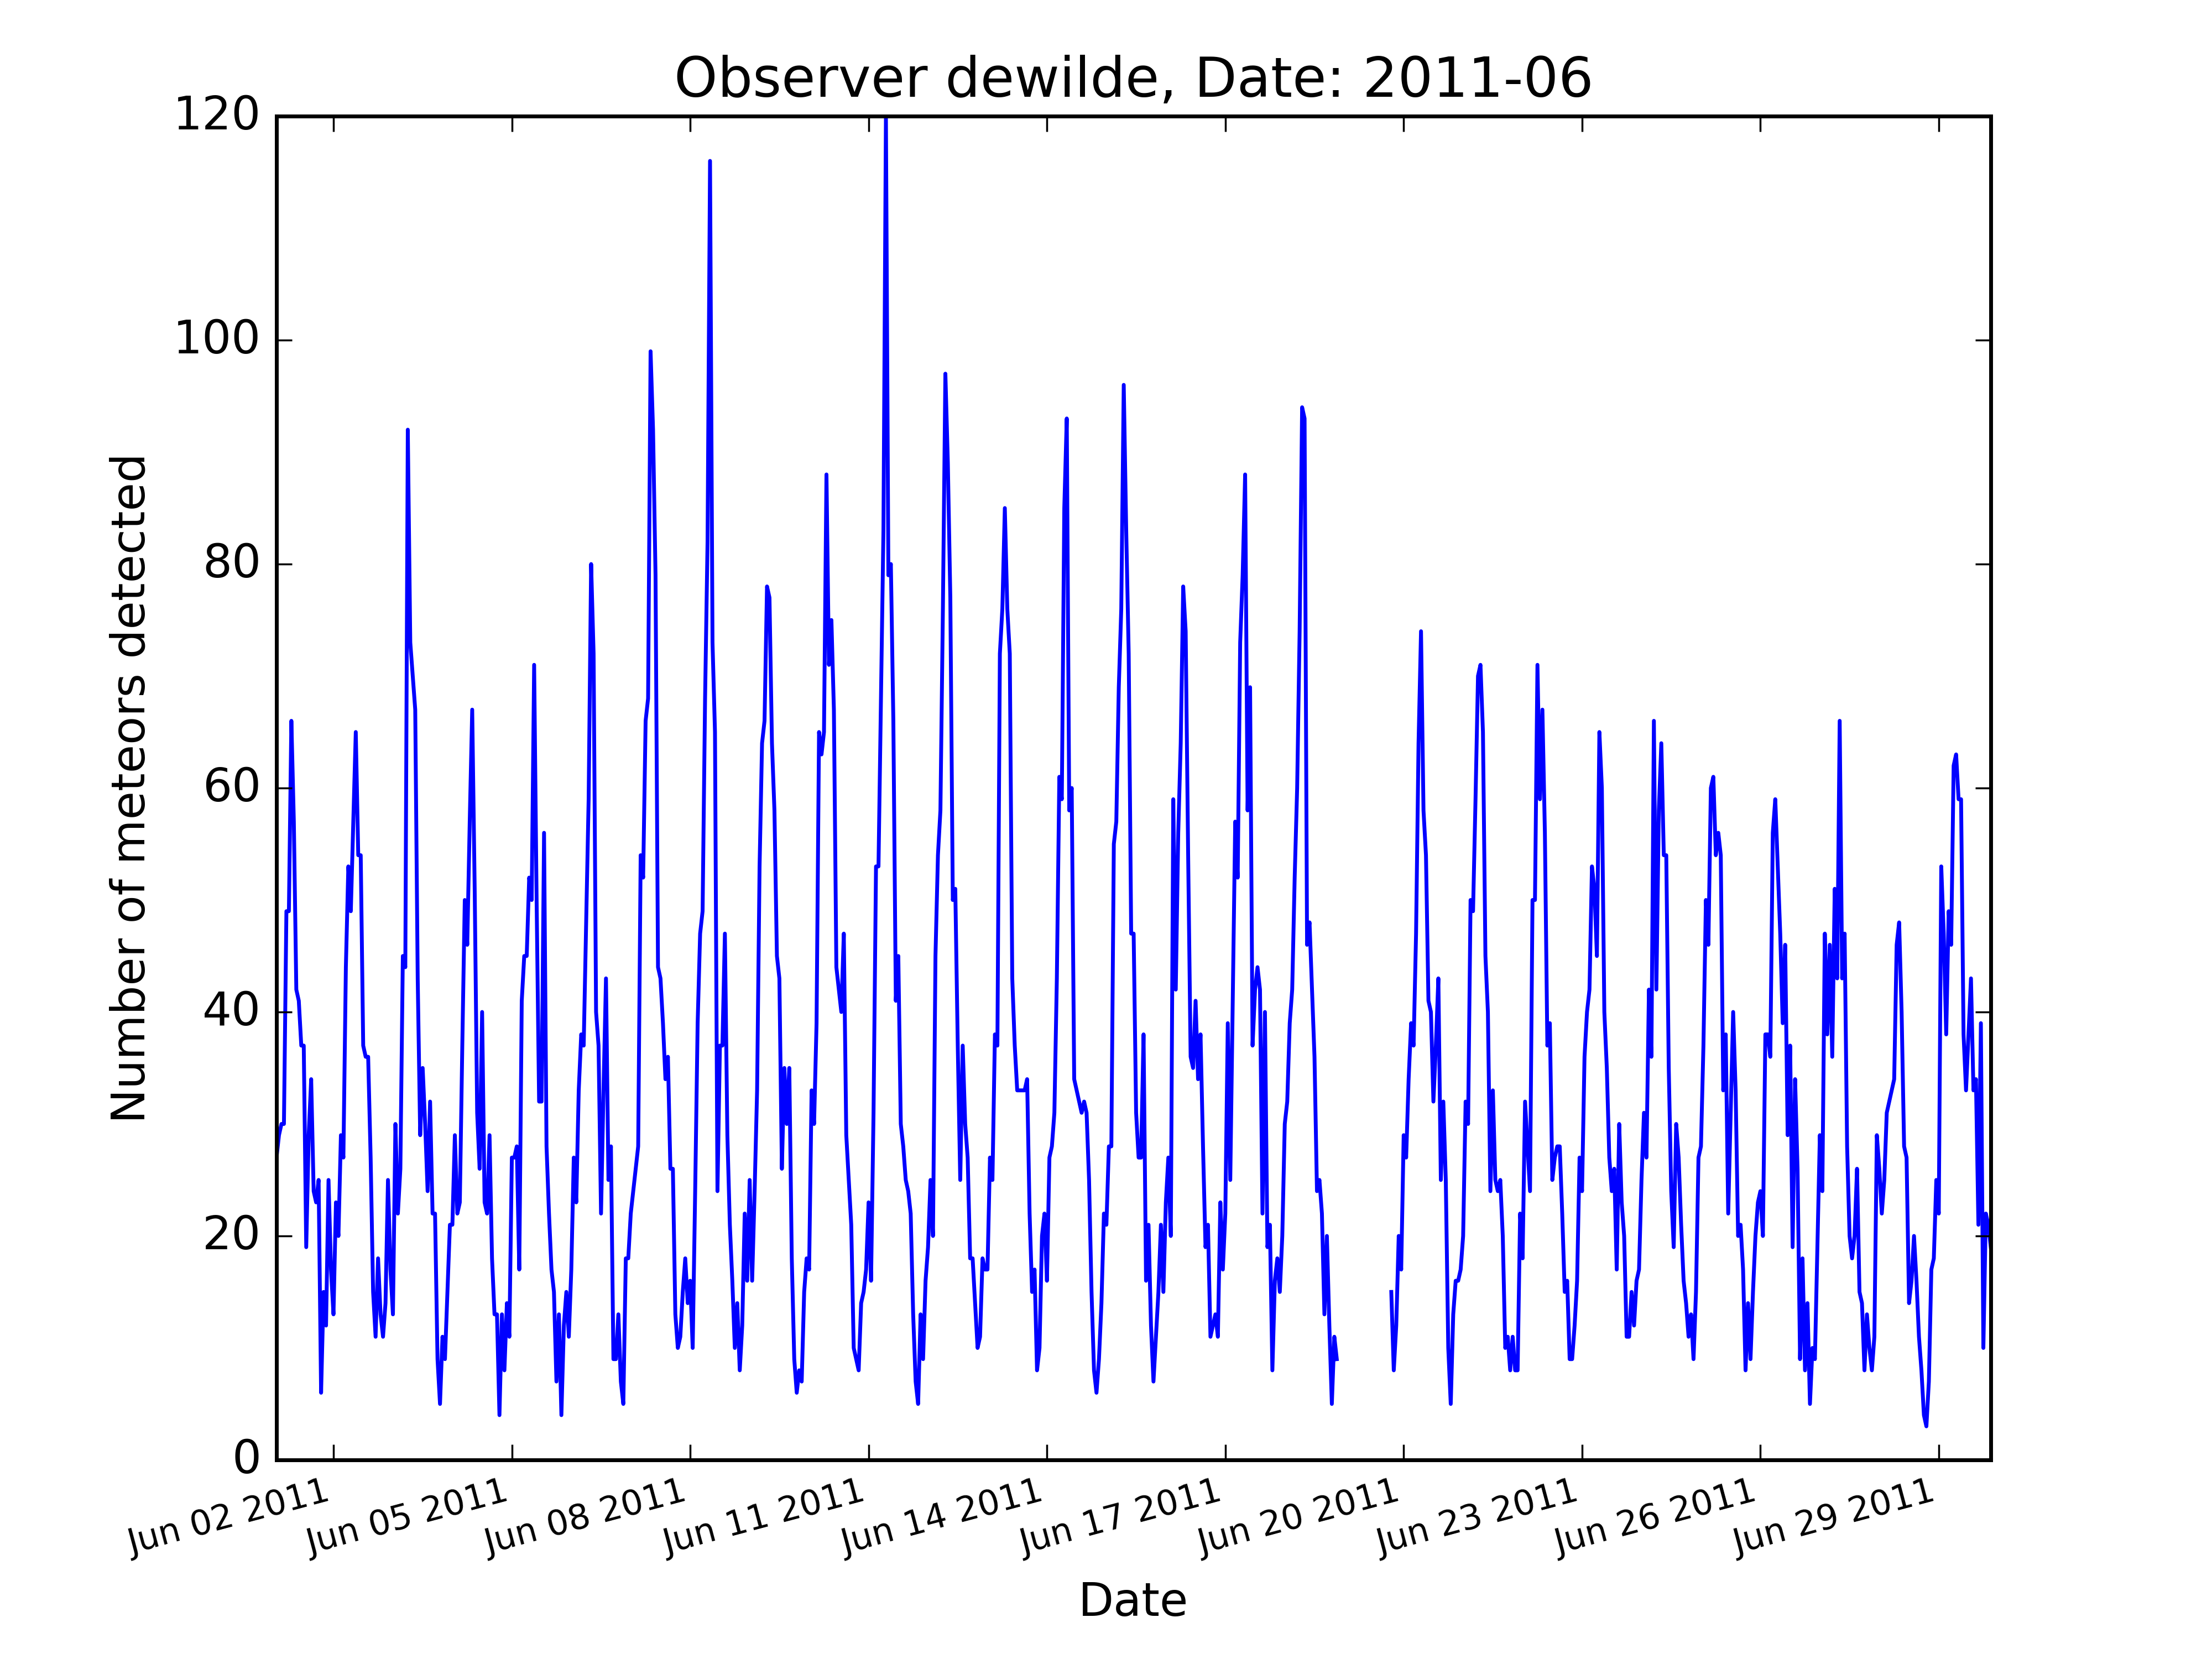 Observer dewilde, Date: 2011-06
120
100
80
60
40
20
0
Number of meteors detected
Jun 02 2011
Jun 05 2011
Jun 08 2011
Jun 11 2011
Jun 14 2011
Jun 17 2011
Jun 20 2011
Jun 23 2011
Jun 26 2011
Jun 29 2011
Date